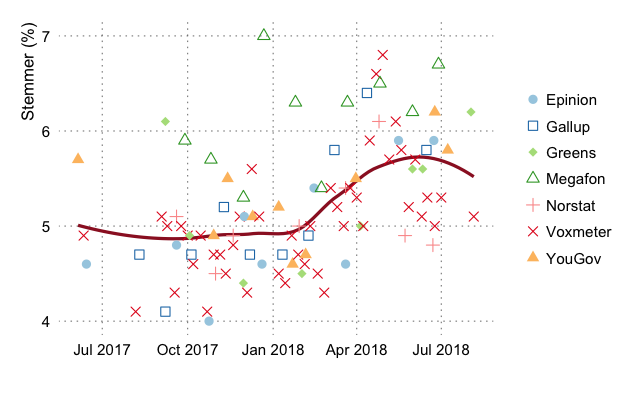 Stemmer (%)
7
6
5
4
Jul 2017
Oct 2017
Jan 2018
Apr 2018
Jul 2018
Epinion
Gallup
Greens
Megafon
Norstat
Voxmeter
YouGov